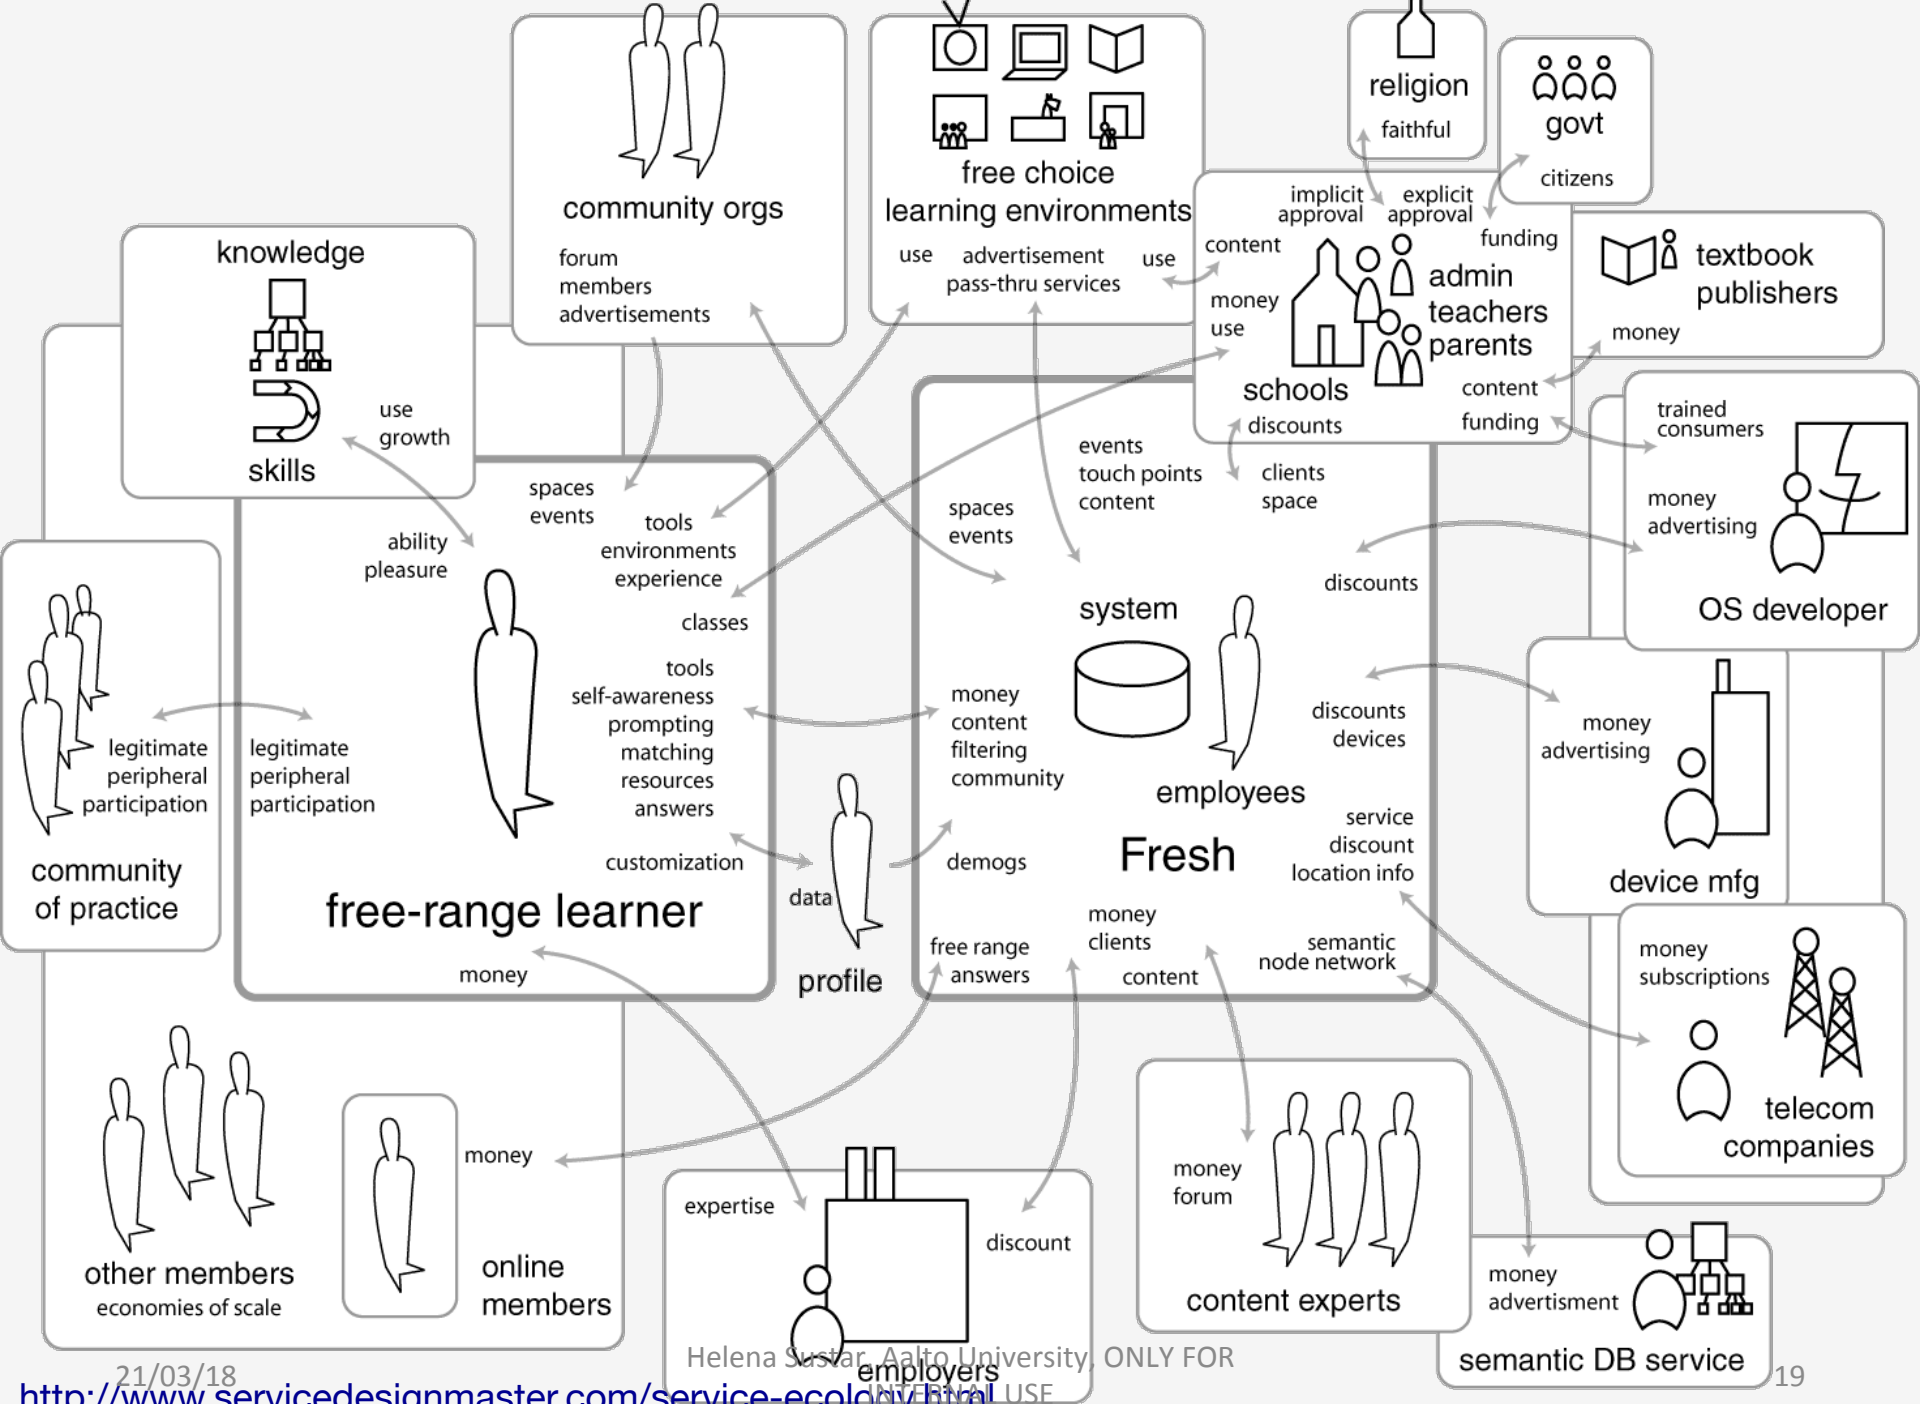 religion
faithful
govt
citizens
community orgs
forum
members
advertisements
free choice
learning environments
use
advertisement
pass-thru services
use
implicit
approval
explicit
approval
content
funding
money
use
admin
teachers
parents
schools
discounts
content
funding
textbook
publishers
money
knowledge
skills
use
growth
trained
consumers
money
advertising
OS developer
spaces
events
tools
environments
experience
ability
pleasure
classes
tools
self-awareness
prompting
matching
resources
answers
customization
legitimate
peripheral
participation
free-range learner
money
legitimate
peripheral
participation
community
of practice
data
profile
events
touch points
content
clients
space
spaces
events
discounts
system
employees
money
content
filtering
community
discounts
devices
Fresh
service
discount
location info
demogs
money
clients
content
free range
answers
semantic
node network
money
advertising
device mfg
money
subscriptions
telecom
companies
other members
economies of scale
money
online
members
expertise
discount
employers
money
forum
content experts
money
advertisment
semantic DB service
21/03/18
Helena Sustar, Aalto University, ONLY FOR
INTERNAL USE
19
http://www.servicedesignmaster.com/service-ecology.html